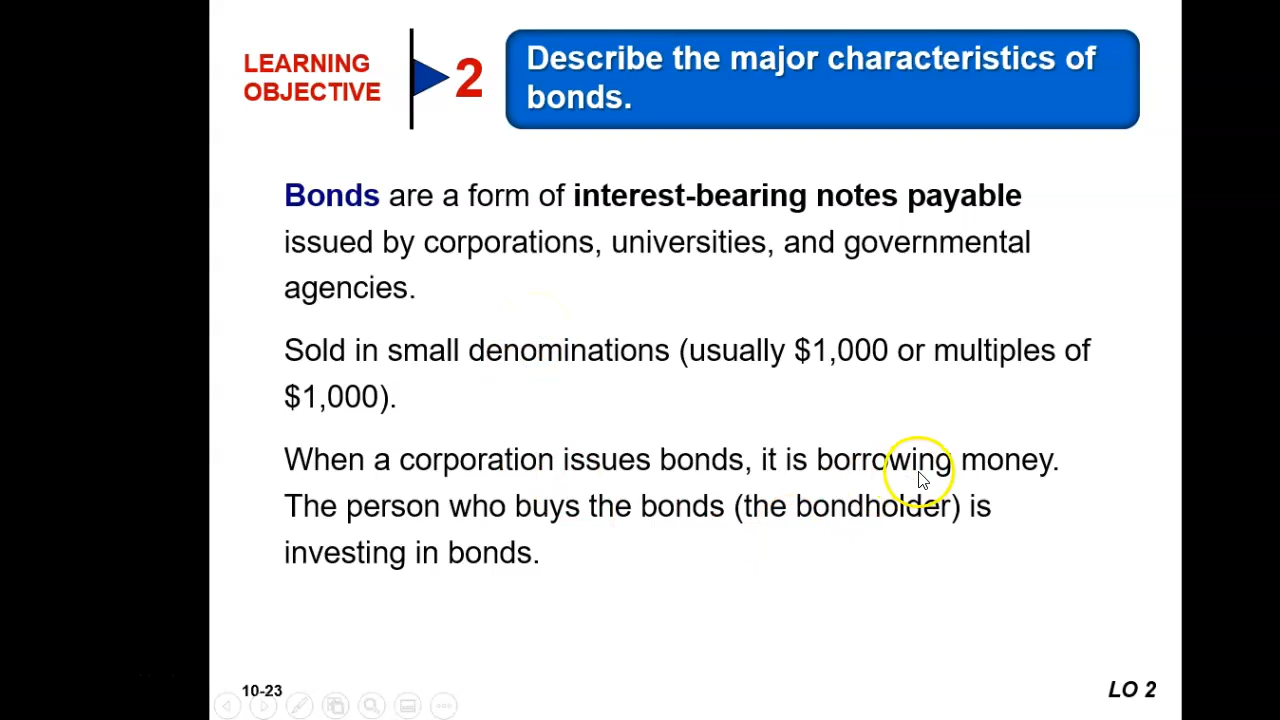 LEARNING
OBJECTIVE
2
Describe the major characteristics of
bonds.
Bonds are a form of interest-bearing notes payable
issued by corporations, universities, and governmental
agencies.
Sold in small denominations (usually $1,000 or multiples of
$1,000).
When a corporation issues bonds, it is borrowing money.
The person who buys the bonds (the bondholder) is
investing in bonds.
10-23
LO 2